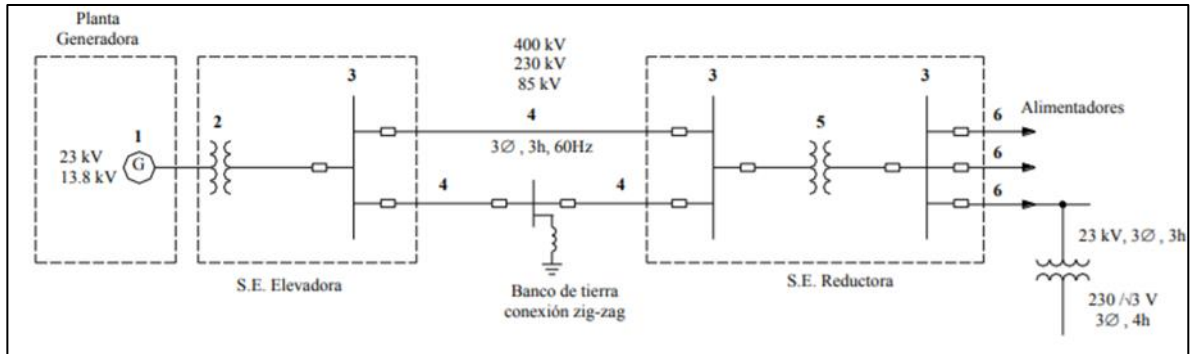 Planta
Generadora
1
G
23 kV
13.8 kV
2
3
S.E. Elevadora
400 kV
230 kV
85 kV
4
3∅ , 3h, 60Hz
4
4
Banco de tierra
conexión zig-zag
3
5
3
S.E. Reductora
6
Alimentadores
6
6
23 kV, 3∅ , 3h
230 /√3 V
3∅ , 4h